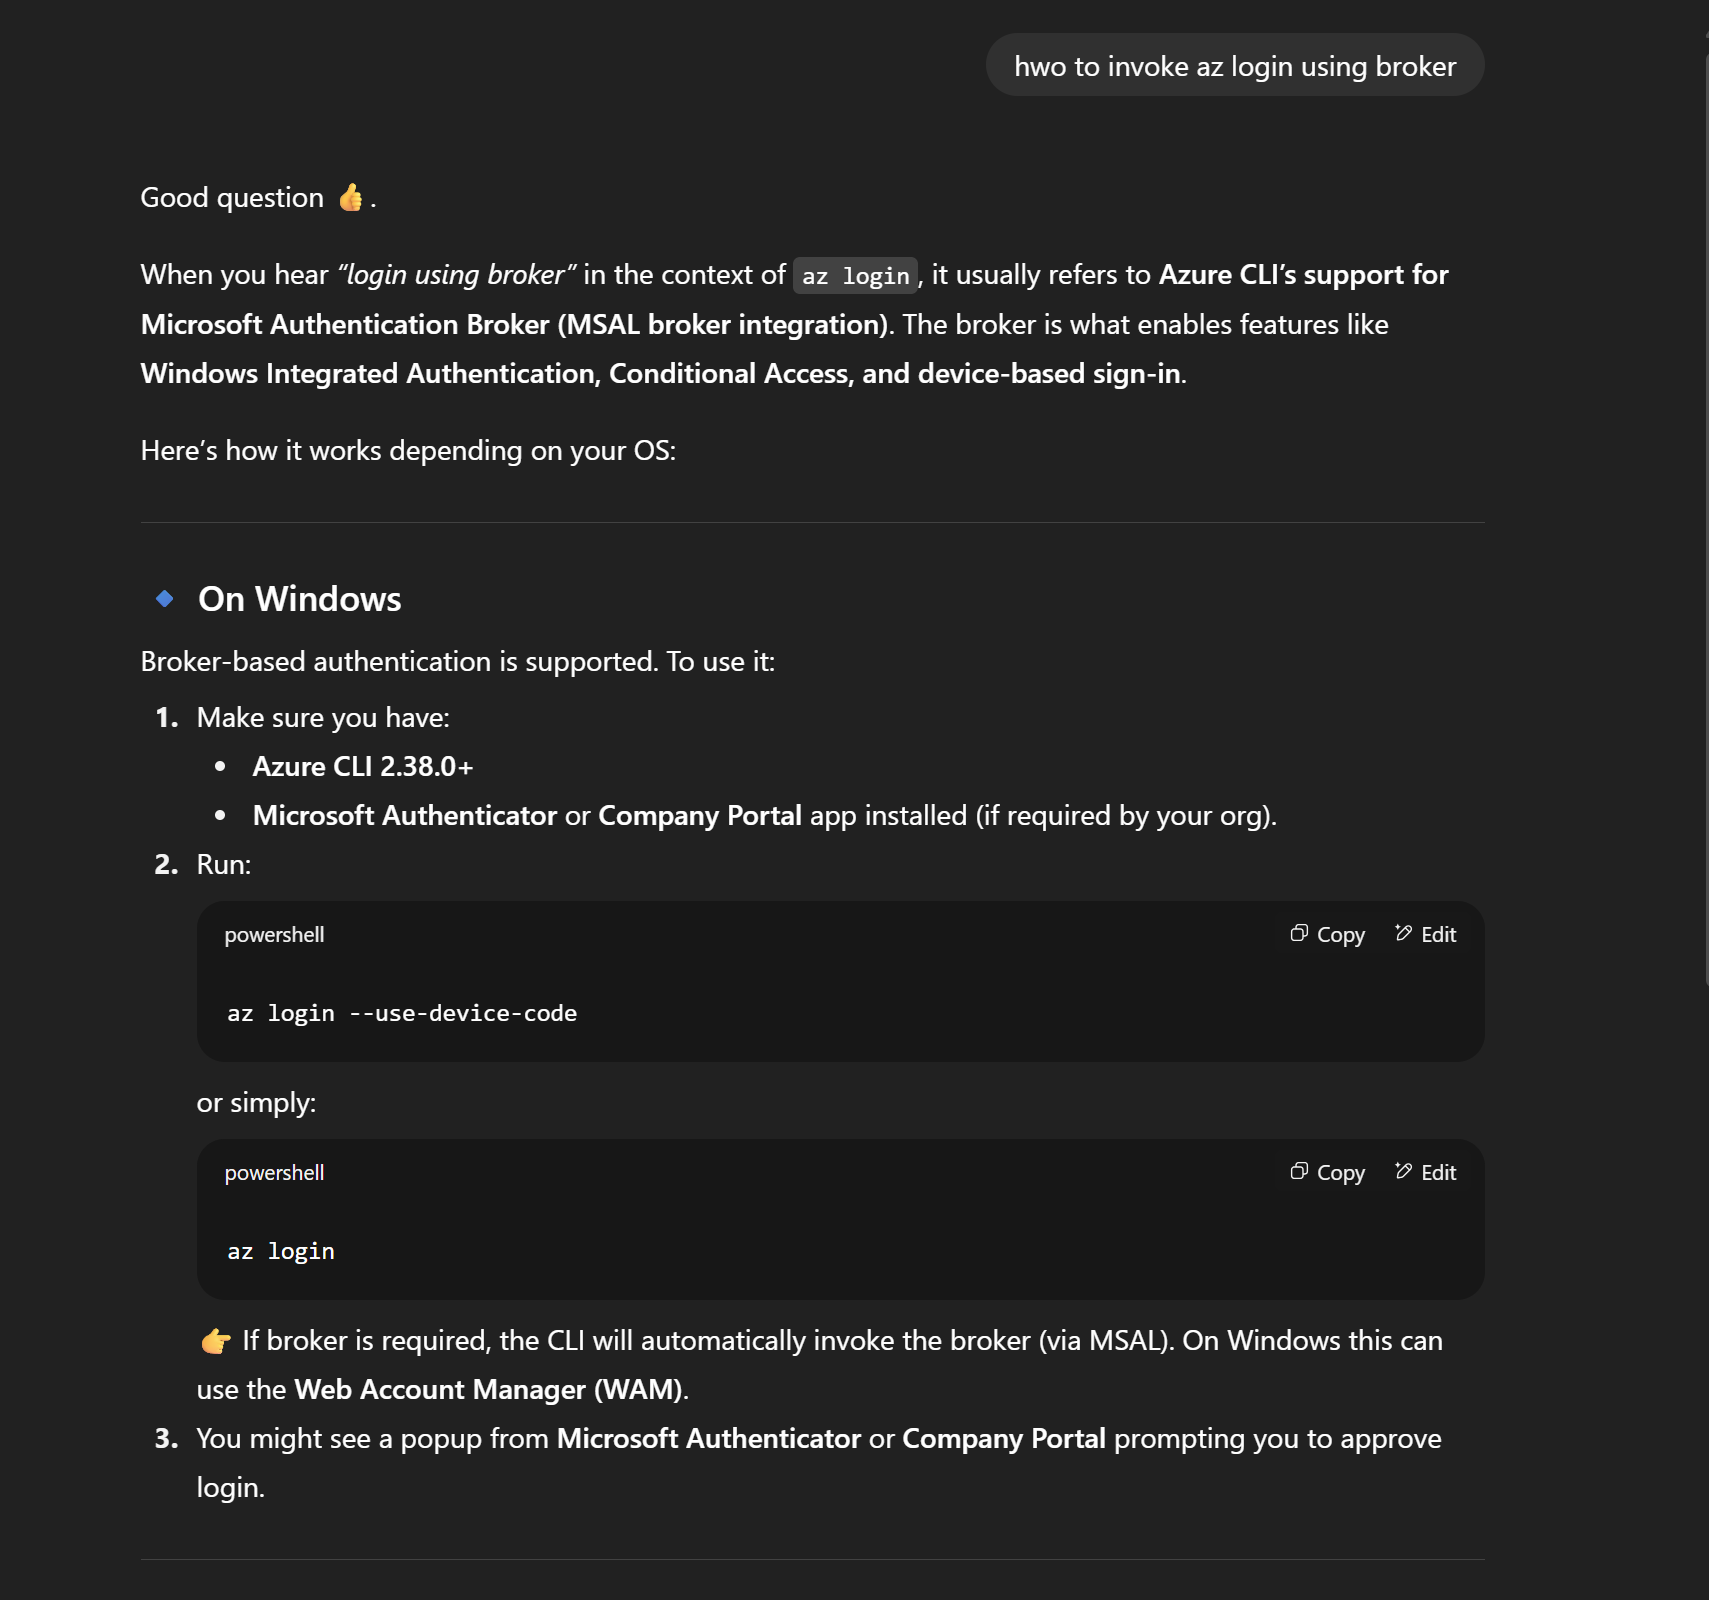 hwo to invoke az login using broker
Good question 👍.
When you hear “login using broker” in the context of az login, it usually refers to Azure CLI’s support for
Microsoft Authentication Broker (MSAL broker integration). The broker is what enables features like
Windows Integrated Authentication, Conditional Access, and device-based sign-in.
Here’s how it works depending on your OS:
🔹 On Windows
Broker-based authentication is supported. To use it:
1. Make sure you have:
• Azure CLI 2.38.0+
• Microsoft Authenticator or Company Portal app installed (if required by your org).
2. Run:
powershell Copy Edit
az login --use-device-code
or simply:
powershell Copy Edit
az login
👉 If broker is required, the CLI will automatically invoke the broker (via MSAL). On Windows this can
use the Web Account Manager (WAM).
3. You might see a popup from Microsoft Authenticator or Company Portal prompting you to approve
login.